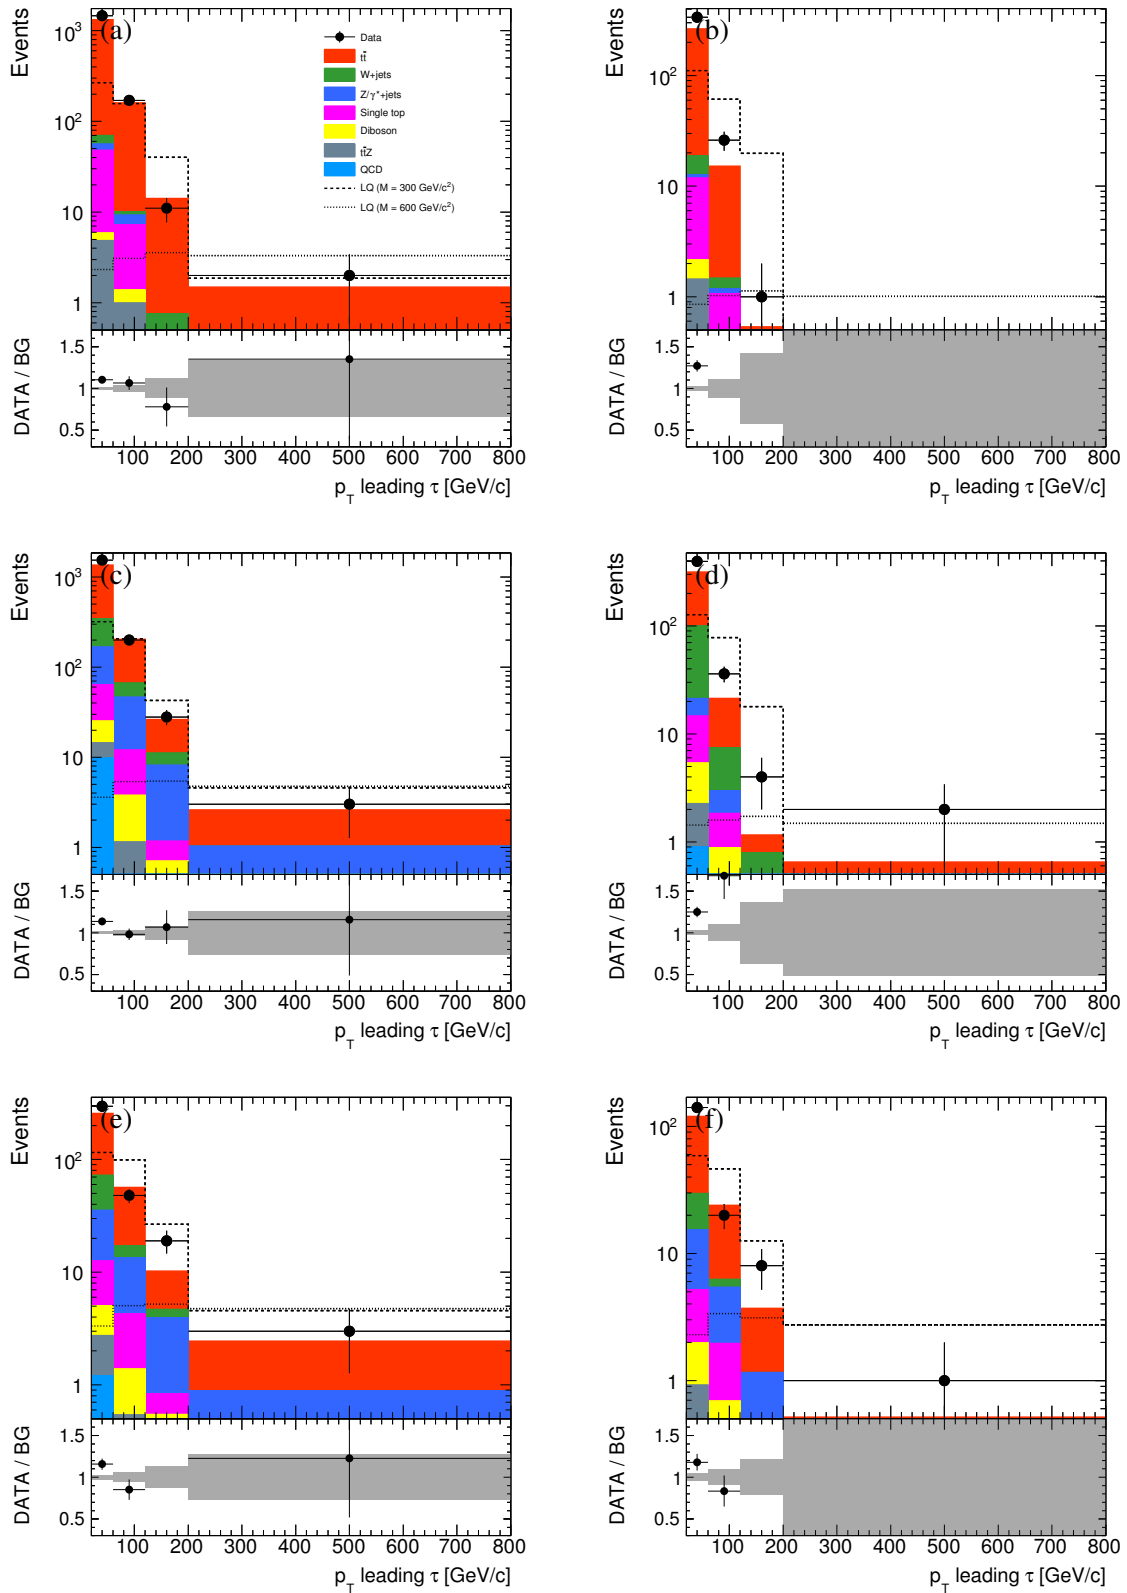 Events
(a)
10³
10²
10
1
Data
tt̄
W+jets
Z/γ*+jets
Single top
Diboson
tt̄Z
QCD
LQ (M = 300 GeV/c²)
LQ (M = 600 GeV/c²)
DATA / BG
1.5
1
0.5
100 200 300 400 500 600 700 800
p_T leading τ [GeV/c]
Events
(b)
10²
10
1
DATA / BG
1.5
1
0.5
100 200 300 400 500 600 700 800
p_T leading τ [GeV/c]
Events
(c)
10³
10²
10
1
DATA / BG
1.5
1
0.5
100 200 300 400 500 600 700 800
p_T leading τ [GeV/c]
Events
(d)
10²
10
1
DATA / BG
1.5
1
0.5
100 200 300 400 500 600 700 800
p_T leading τ [GeV/c]
Events
(e)
10²
10
1
DATA / BG
1.5
1
0.5
100 200 300 400 500 600 700 800
p_T leading τ [GeV/c]
Events
(f)
10²
10
1
DATA / BG
1.5
1
0.5
100 200 300 400 500 600 700 800
p_T leading τ [GeV/c]